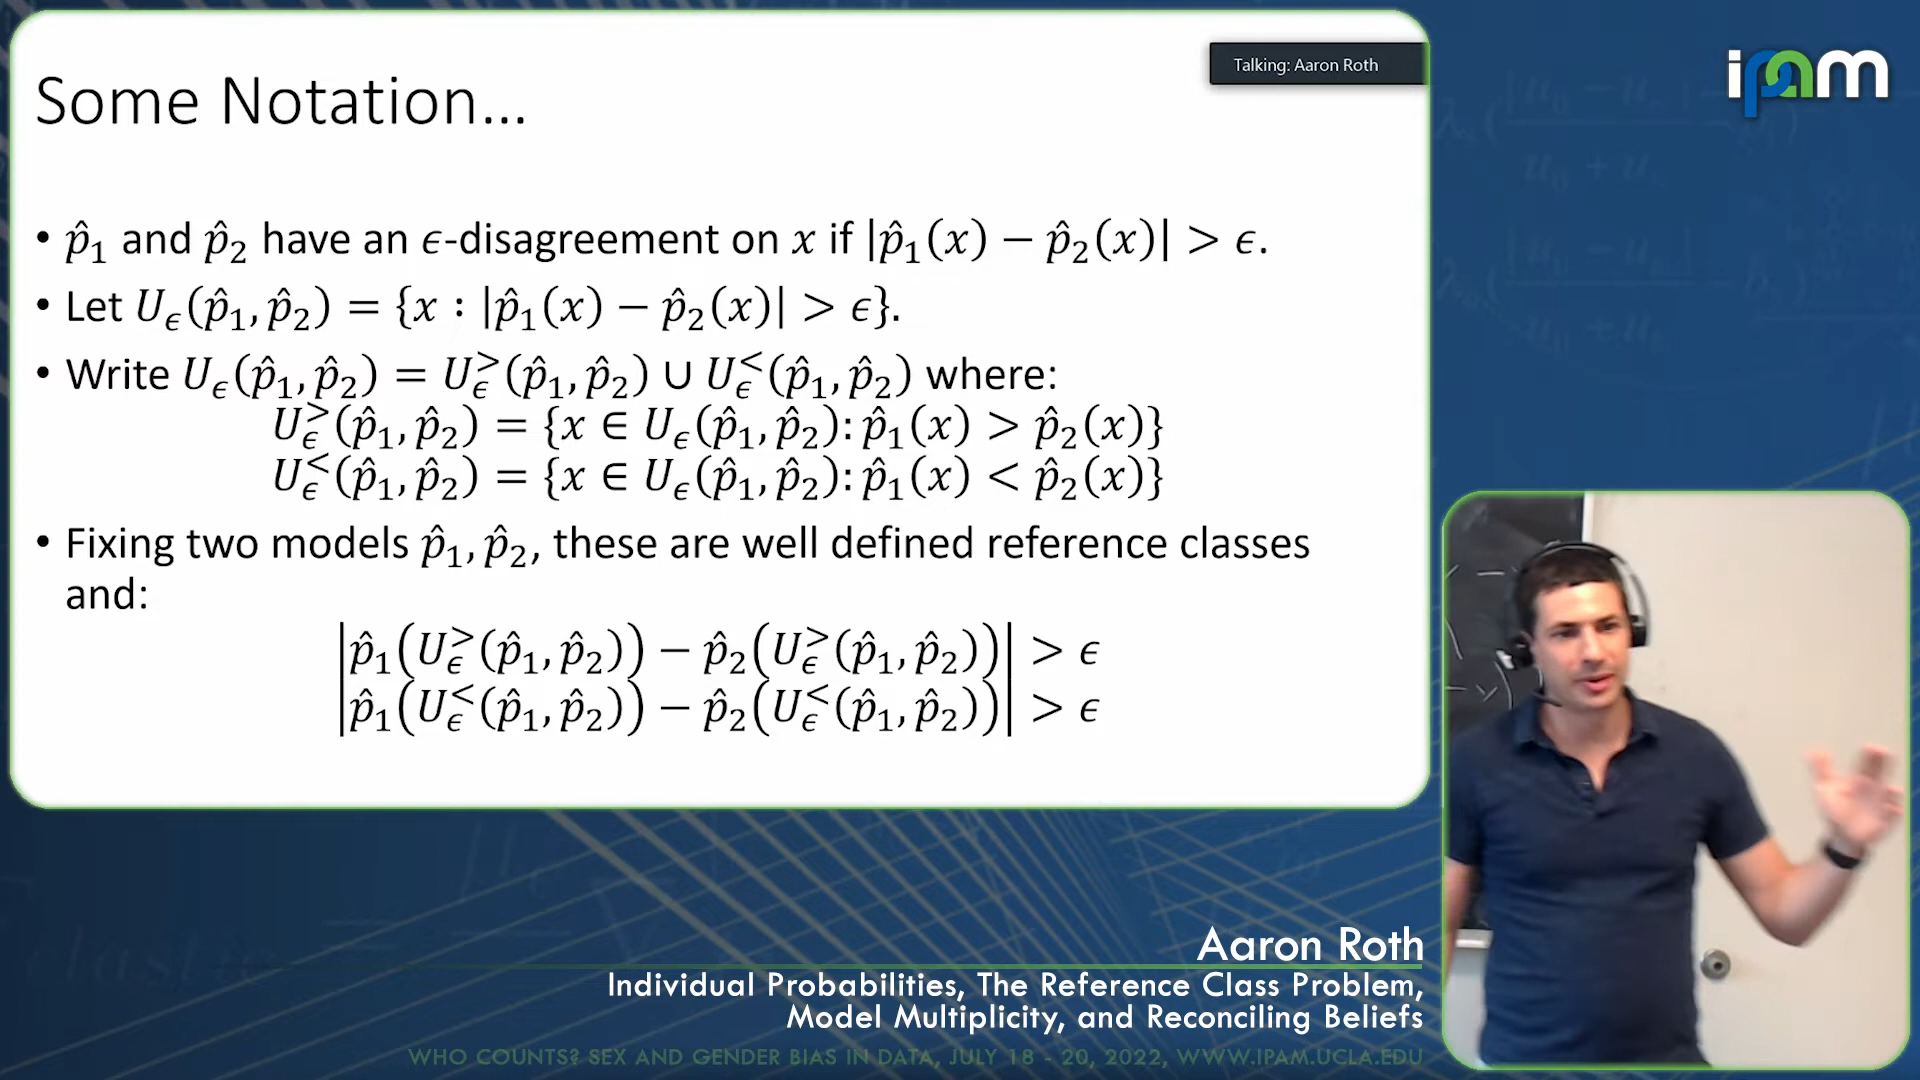 Talking: Aaron Roth
ipam
Some Notation...
• p̂₁ and p̂₂ have an ϵ-disagreement on x if |p̂₁(x) − p̂₂(x)| > ϵ.
• Let U_ϵ(p̂₁, p̂₂) = {x : |p̂₁(x) − p̂₂(x)| > ϵ}.
• Write U_ϵ(p̂₁, p̂₂) = U_ϵ^>(p̂₁, p̂₂) ∪ U_ϵ^<(p̂₁, p̂₂) where:
U_ϵ^>(p̂₁, p̂₂) = {x ∈ U_ϵ(p̂₁, p̂₂): p̂₁(x) > p̂₂(x)}
U_ϵ^<(p̂₁, p̂₂) = {x ∈ U_ϵ(p̂₁, p̂₂): p̂₁(x) < p̂₂(x)}
• Fixing two models p̂₁, p̂₂, these are well defined reference classes
and:
|p̂₁(U_ϵ^>(p̂₁, p̂₂)) − p̂₂(U_ϵ^>(p̂₁, p̂₂))| > ϵ
|p̂₁(U_ϵ^<(p̂₁, p̂₂)) − p̂₂(U_ϵ^<(p̂₁, p̂₂))| > ϵ
Aaron Roth
Individual Probabilities, The Reference Class Problem,
Model Multiplicity, and Reconciling Beliefs
WHO COUNTS? SEX AND GENDER BIAS IN DATA, JULY 18 - 20, 2022, WWW.IPAM.UCLA.EDU